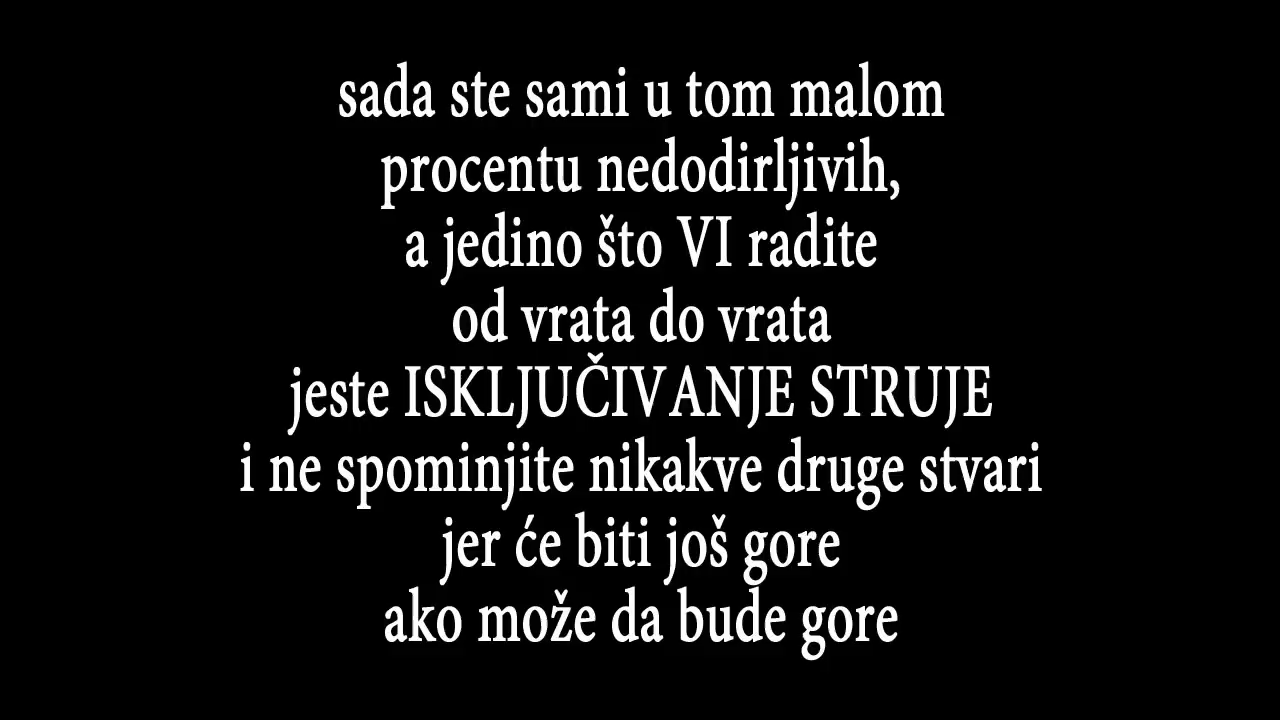 sada ste sami u tom malom
procentu nedodirljivih,
a jedino što VI radite
od vrata do vrata
jeste ISKLJUČIVANJE STRUJE
i ne spominjite nikakve druge stvari
jer će biti još gore
ako može da bude gore